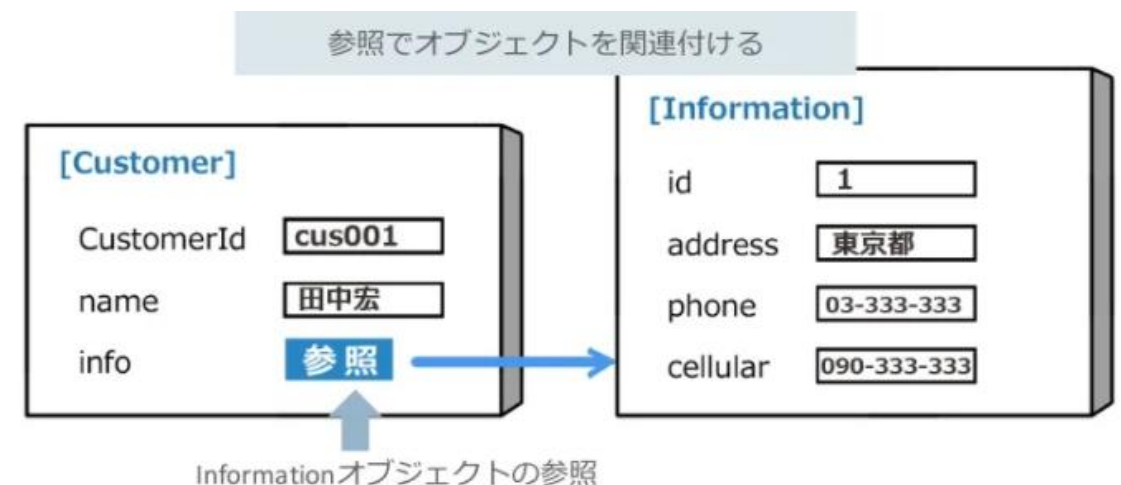 参照でオブジェクトを関連付ける
[Customer]
CustomerId cus001
name 田中宏
info 参照
Informationオブジェクトの参照
[Information]
id 1
address 東京都
phone 03-333-333
cellular 090-333-333